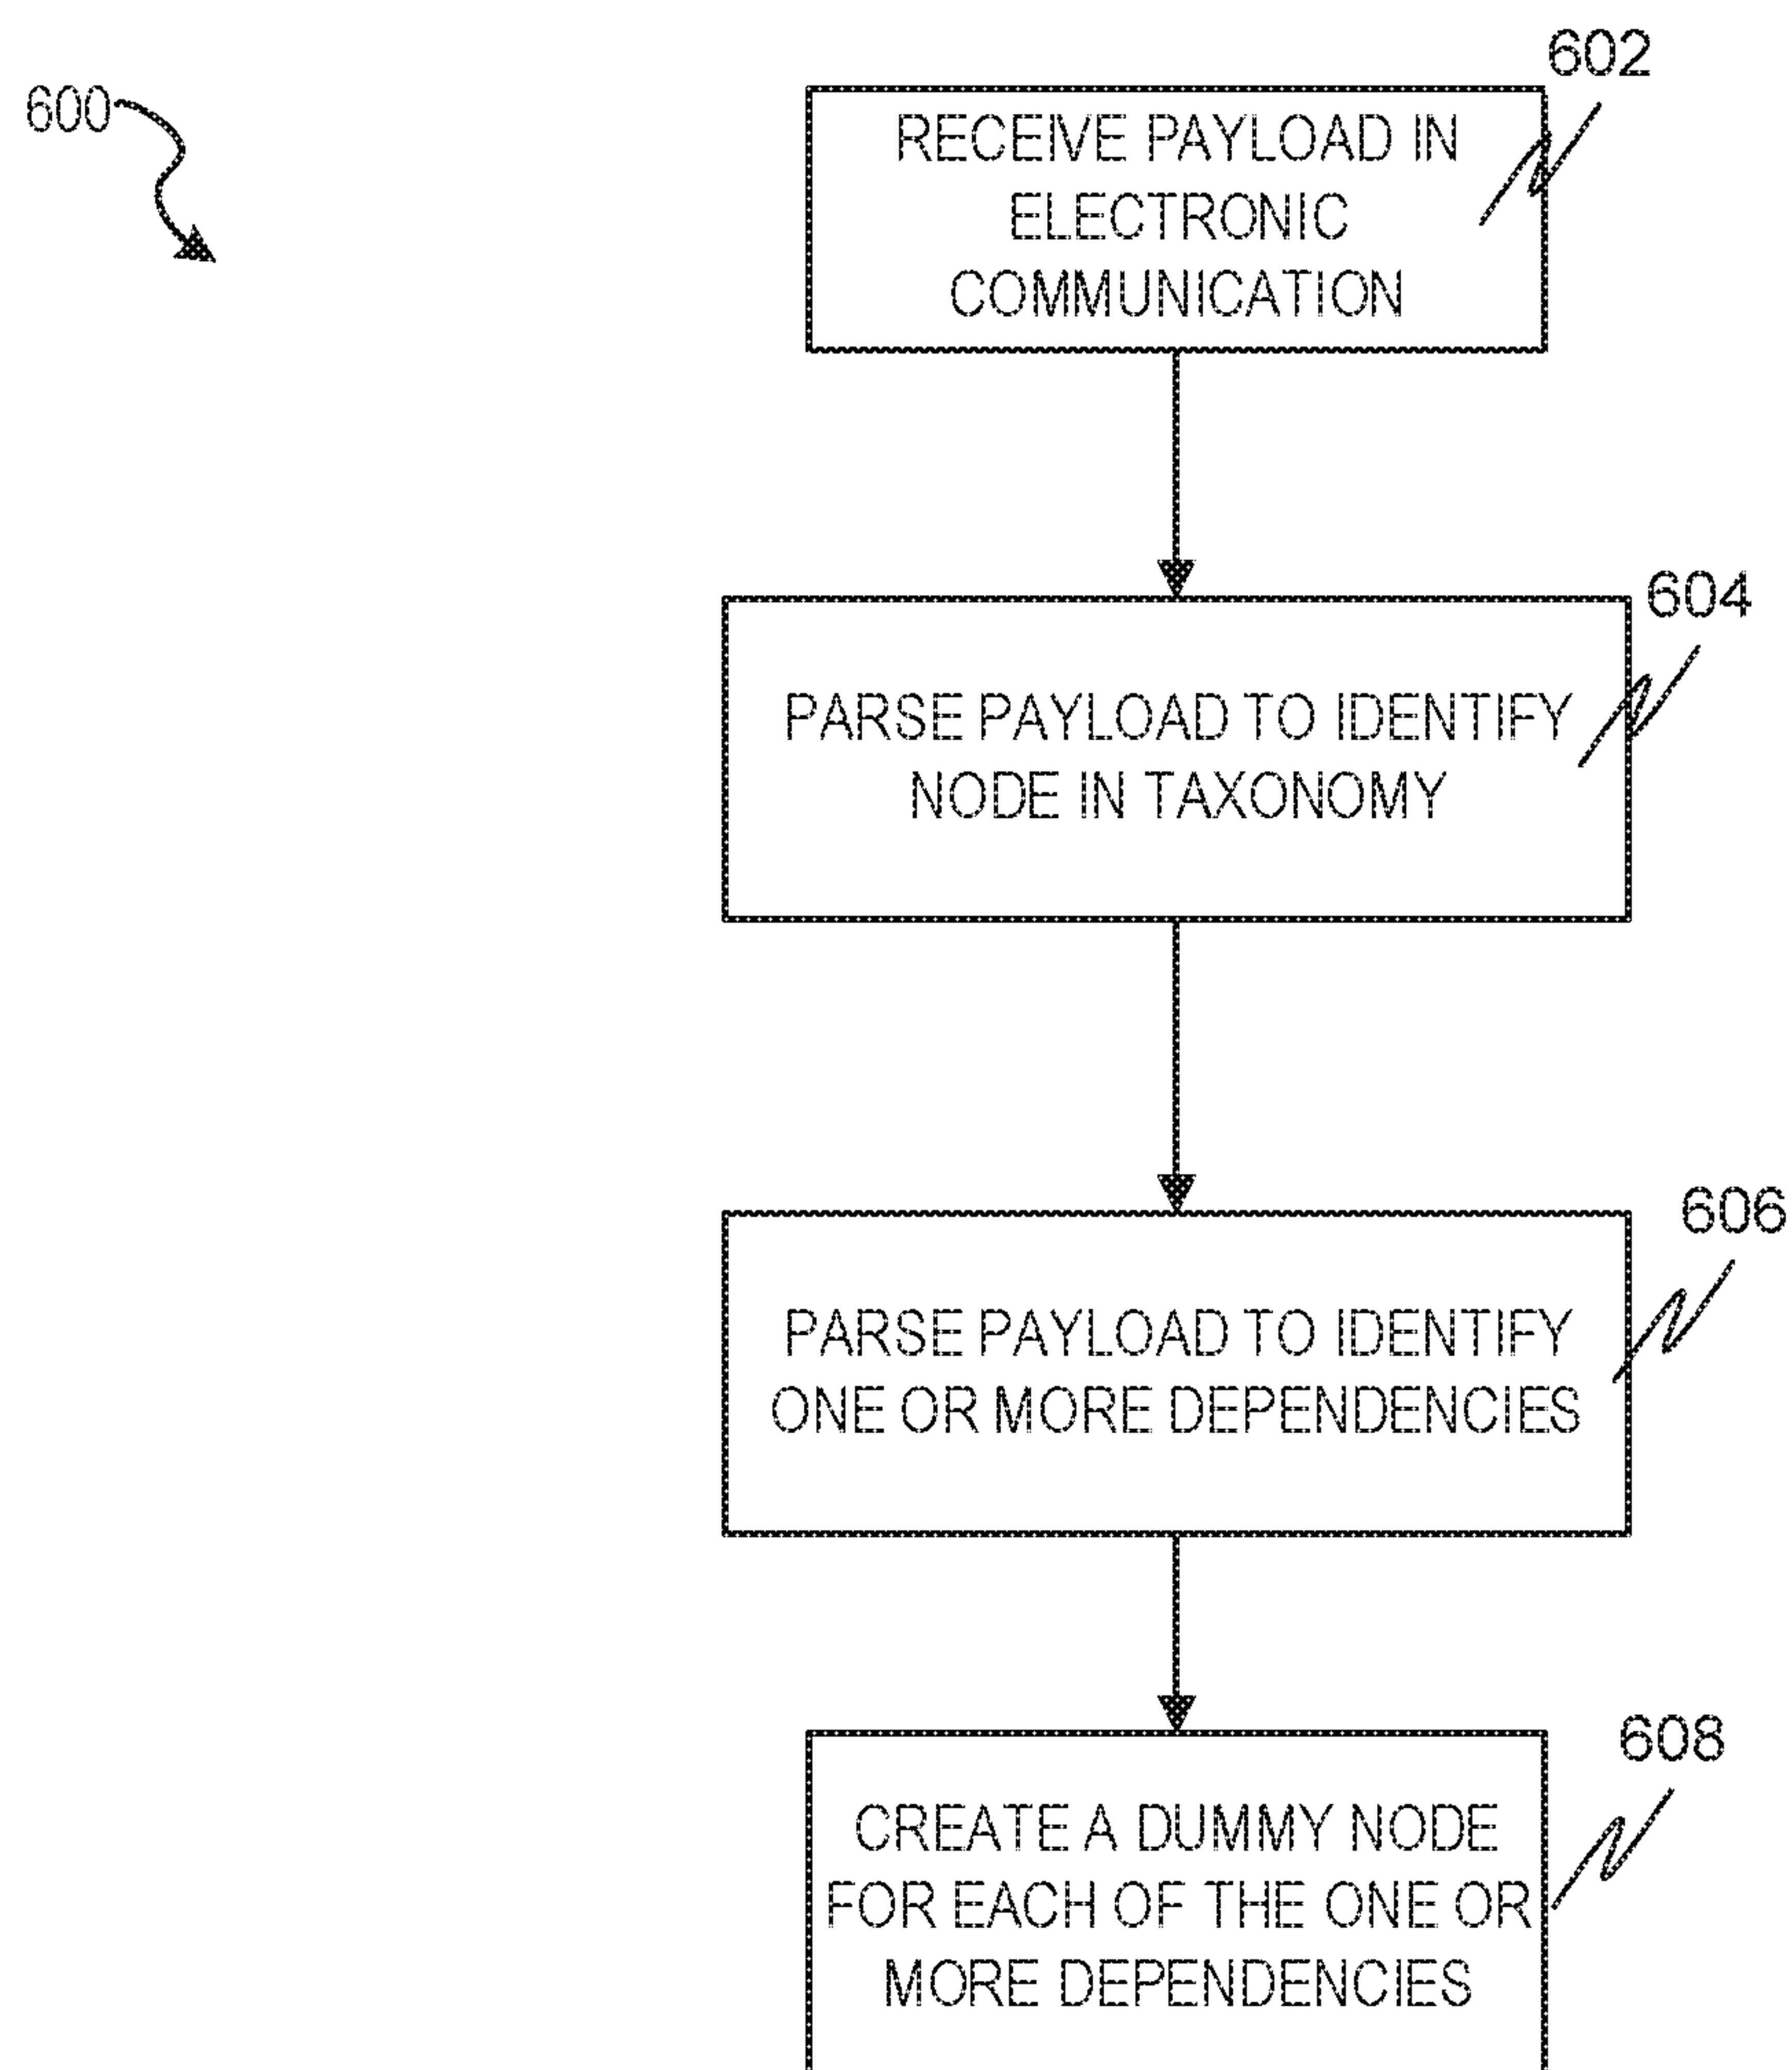 600
602
RECEIVE PAYLOAD IN
ELECTRONIC
COMMUNICATION
604
PARSE PAYLOAD TO IDENTIFY
NODE IN TAXONOMY
606
PARSE PAYLOAD TO IDENTIFY
ONE OR MORE DEPENDENCIES
608
CREATE A DUMMY NODE
FOR EACH OF THE ONE OR
MORE DEPENDENCIES